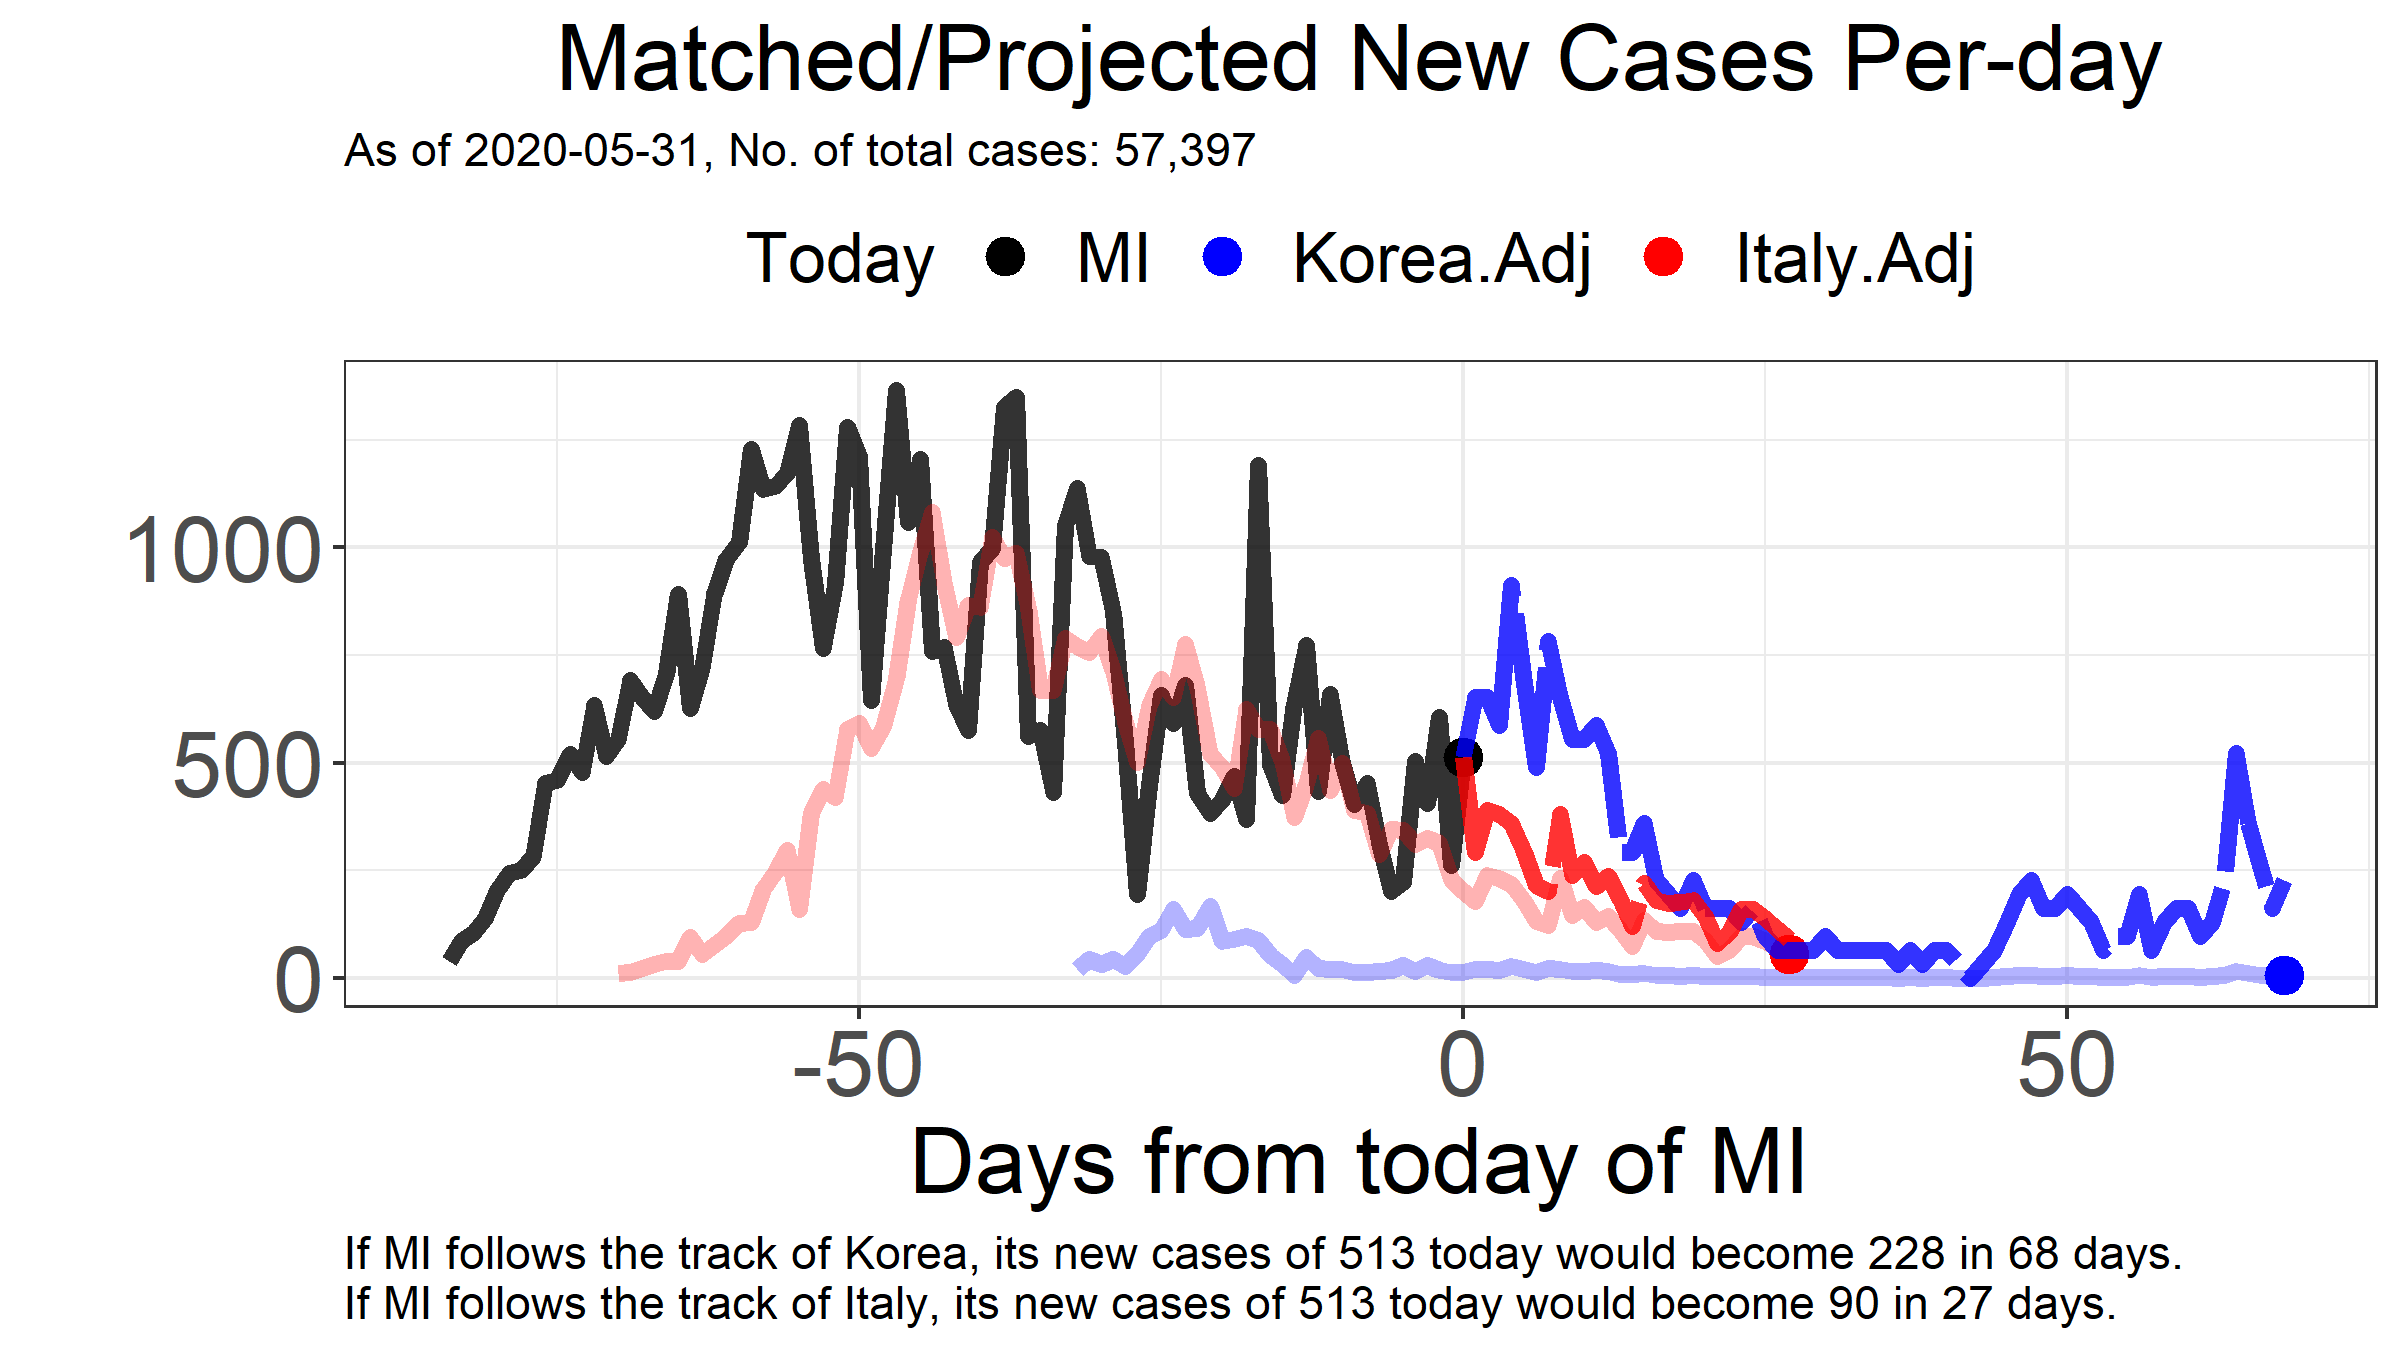 Matched/Projected New Cases Per-day
As of 2020-05-31, No. of total cases: 57,397
Today MI Korea.Adj Italy.Adj
1000
500
0
-50 0 50
Days from today of MI
If MI follows the track of Korea, its new cases of 513 today would become 228 in 68 days.
If MI follows the track of Italy, its new cases of 513 today would become 90 in 27 days.